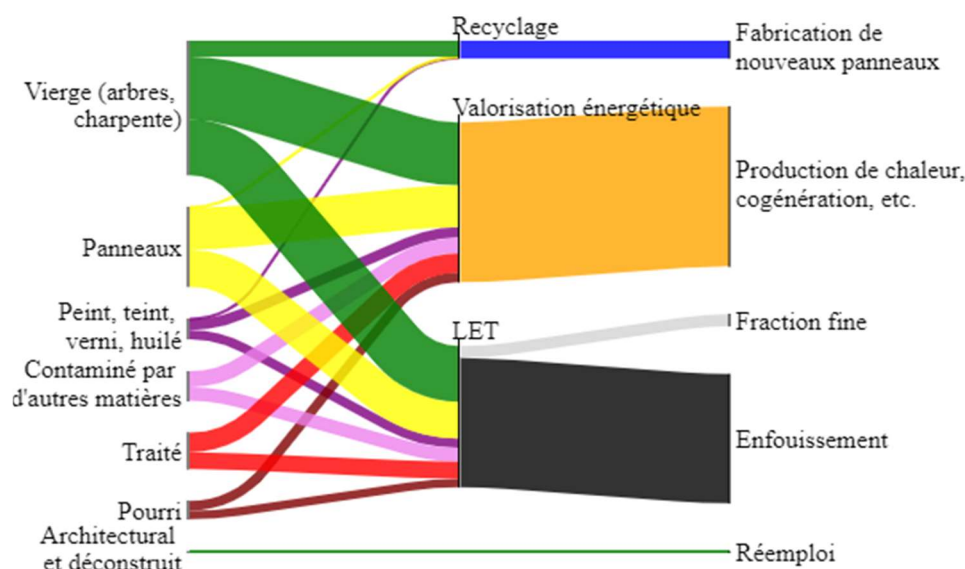 Vierge (arbres,
charpente)
Panneaux
Peint, teint,
verni, huilé
Contaminé par
d'autres matières
Traité
Pourri
Architectural
et déconstruit
Recyclage
Valorisation énergétique
LET
Fabrication de
nouveaux panneaux
Production de chaleur,
cogénération, etc.
Fraction fine
Enfouissement
Réemploi